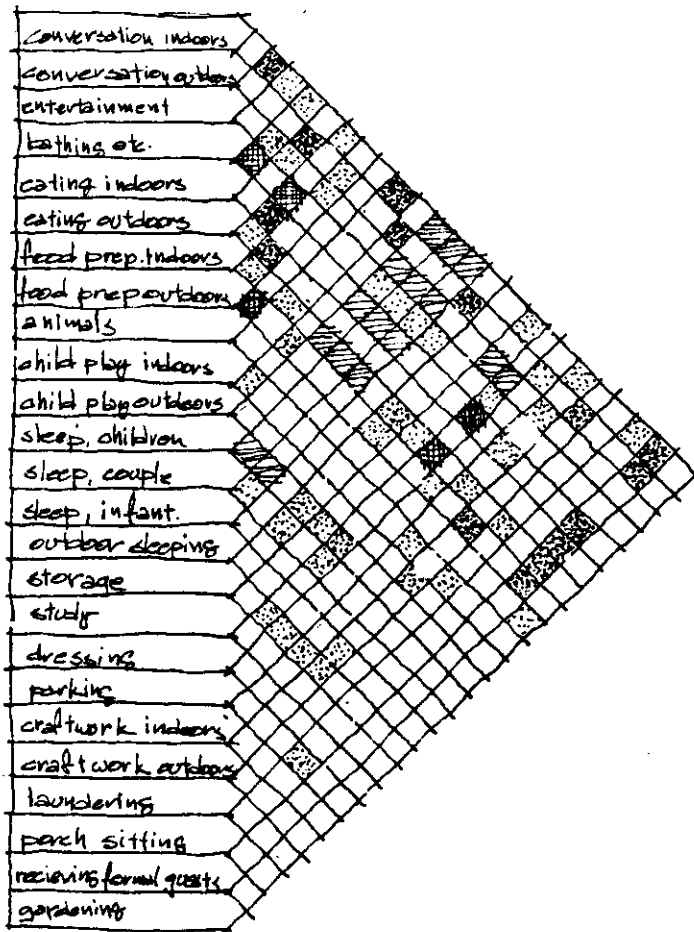 conversation indoors
conversation outdoors
entertainment
bathing etc.
eating indoors
eating outdoors
food prep. indoors
food prep outdoors
animals
child play indoors
child play outdoors
sleep, children
sleep, couple
sleep, infant.
outdoor sleeping
storage
study
dressing
parking
craftwork indoors
craftwork outdoors
laundering
porch sitting
recieving formal guests
gardening